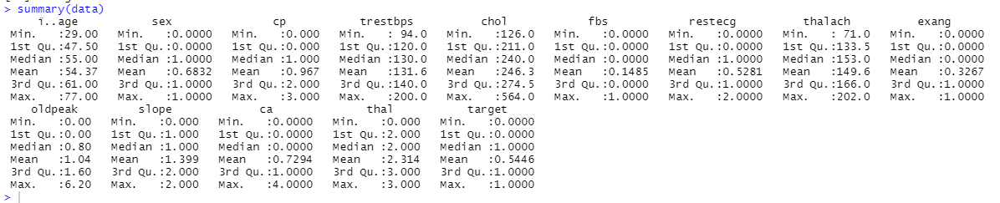 > summary(data)
ï..age sex cp trestbps chol fbs restecg thalach exang
Min. :29.00 Min. :0.0000 Min. :0.000 Min. : 94.0 Min. :126.0 Min. :0.0000 Min. :0.0000 Min. : 71.0 Min. :0.0000
1st Qu.:47.50 1st Qu.:0.0000 1st Qu.:0.000 1st Qu.:120.0 1st Qu.:211.0 1st Qu.:0.0000 1st Qu.:0.0000 1st Qu.:133.5 1st Qu.:0.0000
Median :55.00 Median :1.0000 Median :1.000 Median :130.0 Median :240.0 Median :0.0000 Median :1.0000 Median :153.0 Median :0.0000
Mean :54.37 Mean :0.6832 Mean :0.967 Mean :131.6 Mean :246.3 Mean :0.1485 Mean :0.5281 Mean :149.6 Mean :0.3267
3rd Qu.:61.00 3rd Qu.:1.0000 3rd Qu.:2.000 3rd Qu.:140.0 3rd Qu.:274.5 3rd Qu.:0.0000 3rd Qu.:1.0000 3rd Qu.:166.0 3rd Qu.:1.0000
Max. :77.00 Max. :1.0000 Max. :3.000 Max. :200.0 Max. :564.0 Max. :1.0000 Max. :2.0000 Max. :202.0 Max. :1.0000
oldpeak slope ca thal target
Min. :0.00 Min. :0.000 Min. :0.0000 Min. :0.000 Min. :0.0000
1st Qu.:0.00 1st Qu.:1.000 1st Qu.:0.0000 1st Qu.:2.000 1st Qu.:0.0000
Median :0.80 Median :1.000 Median :0.0000 Median :2.000 Median :1.0000
Mean :1.04 Mean :1.399 Mean :0.7294 Mean :2.314 Mean :0.5446
3rd Qu.:1.60 3rd Qu.:2.000 3rd Qu.:1.0000 3rd Qu.:3.000 3rd Qu.:1.0000
Max. :6.20 Max. :2.000 Max. :4.0000 Max. :3.000 Max. :1.0000
>